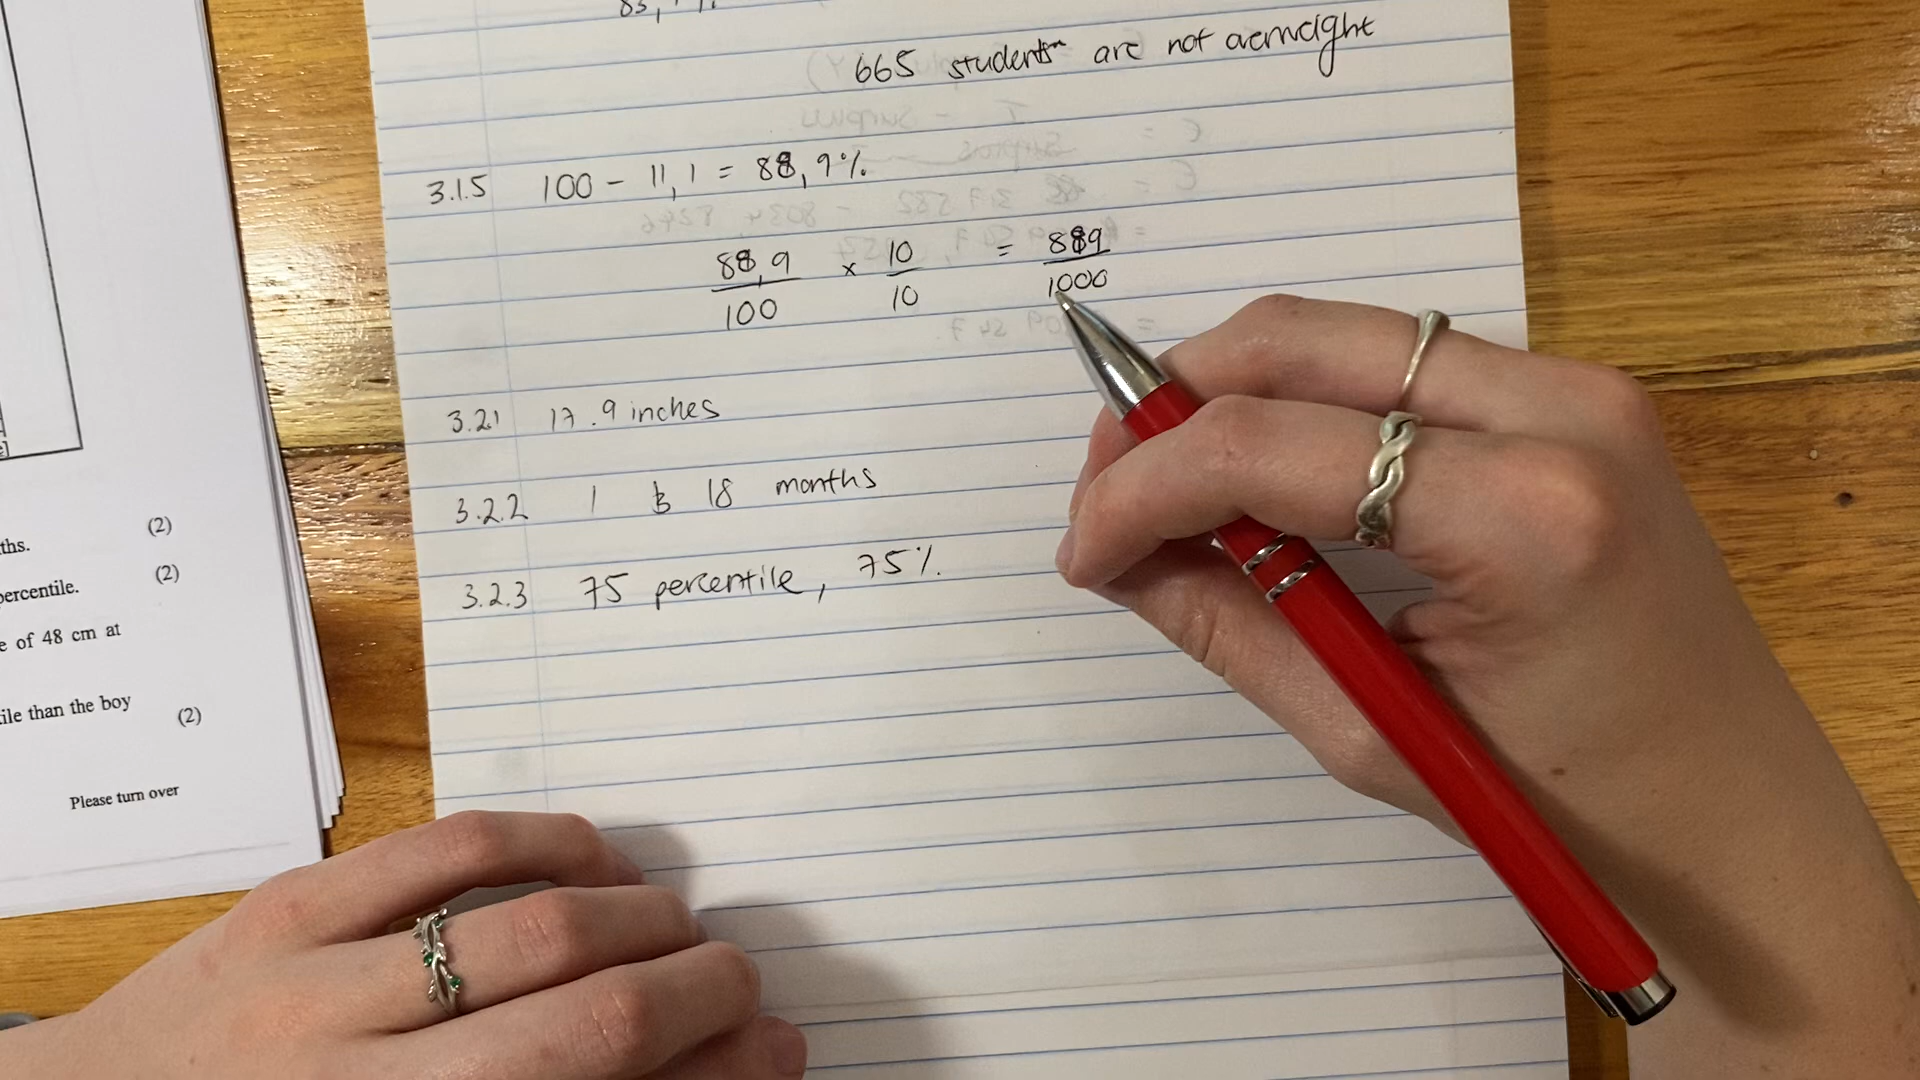 665 students are not overweight
3.1.5 100 - 11,1 = 88,9%
88,9/100 × 10/10 = 889/1000
3.2.1 17.9 inches
3.2.2 1 to 18 months
3.2.3 75 percentile, 75%
(2)
ths.
(2)
percentile.
e of 48 cm at
ile than the boy
(2)
Please turn over